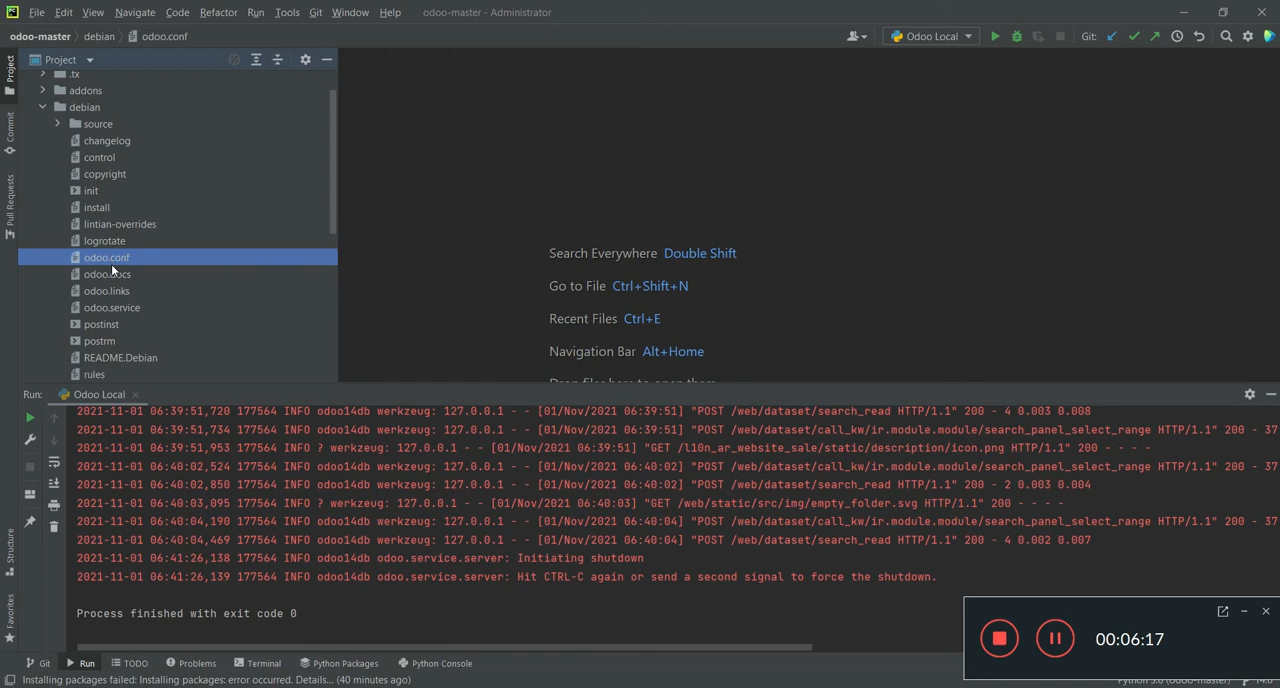 PC File Edit View Navigate Code Refactor Run Tools Git Window Help odoo-master - Administrator
odoo-master debian odoo.conf Odoo Local Git:
Project
Project
.tx
addons
debian
source
changelog
control
copyright
init
install
lintian-overrides
logrotate
odoo.conf
odoo.docs
odoo.links
odoo.service
postinst
postrm
README.Debian
rules
Commit
Pull Requests
Structure
Favorites
Search Everywhere Double Shift
Go to File Ctrl+Shift+N
Recent Files Ctrl+E
Navigation Bar Alt+Home
Drop files here to open them
Run: Odoo Local
2021-11-01 06:39:51,720 177564 INFO odoo14db werkzeug: 127.0.0.1 - - [01/Nov/2021 06:39:51] "POST /web/dataset/search_read HTTP/1.1" 200 - 4 0.003 0.008
2021-11-01 06:39:51,734 177564 INFO odoo14db werkzeug: 127.0.0.1 - - [01/Nov/2021 06:39:51] "POST /web/dataset/call_kw/ir.module.module/search_panel_select_range HTTP/1.1" 200 - 37
2021-11-01 06:39:51,953 177564 INFO ? werkzeug: 127.0.0.1 - - [01/Nov/2021 06:39:51] "GET /l10n_ar_website_sale/static/description/icon.png HTTP/1.1" 200 - - - -
2021-11-01 06:40:02,524 177564 INFO odoo14db werkzeug: 127.0.0.1 - - [01/Nov/2021 06:40:02] "POST /web/dataset/call_kw/ir.module.module/search_panel_select_range HTTP/1.1" 200 - 37
2021-11-01 06:40:02,850 177564 INFO odoo14db werkzeug: 127.0.0.1 - - [01/Nov/2021 06:40:02] "POST /web/dataset/search_read HTTP/1.1" 200 - 2 0.003 0.004
2021-11-01 06:40:03,095 177564 INFO ? werkzeug: 127.0.0.1 - - [01/Nov/2021 06:40:03] "GET /web/static/src/img/empty_folder.svg HTTP/1.1" 200 - - - -
2021-11-01 06:40:04,190 177564 INFO odoo14db werkzeug: 127.0.0.1 - - [01/Nov/2021 06:40:04] "POST /web/dataset/call_kw/ir.module.module/search_panel_select_range HTTP/1.1" 200 - 37
2021-11-01 06:40:04,469 177564 INFO odoo14db werkzeug: 127.0.0.1 - - [01/Nov/2021 06:40:04] "POST /web/dataset/search_read HTTP/1.1" 200 - 4 0.002 0.007
2021-11-01 06:41:26,138 177564 INFO odoo14db odoo.service.server: Initiating shutdown
2021-11-01 06:41:26,139 177564 INFO odoo14db odoo.service.server: Hit CTRL-C again or send a second signal to force the shutdown.
Process finished with exit code 0
00:06:17
Git Run TODO Problems Terminal Python Packages Python Console
Installing packages failed: Installing packages: error occurred. Details... (40 minutes ago)